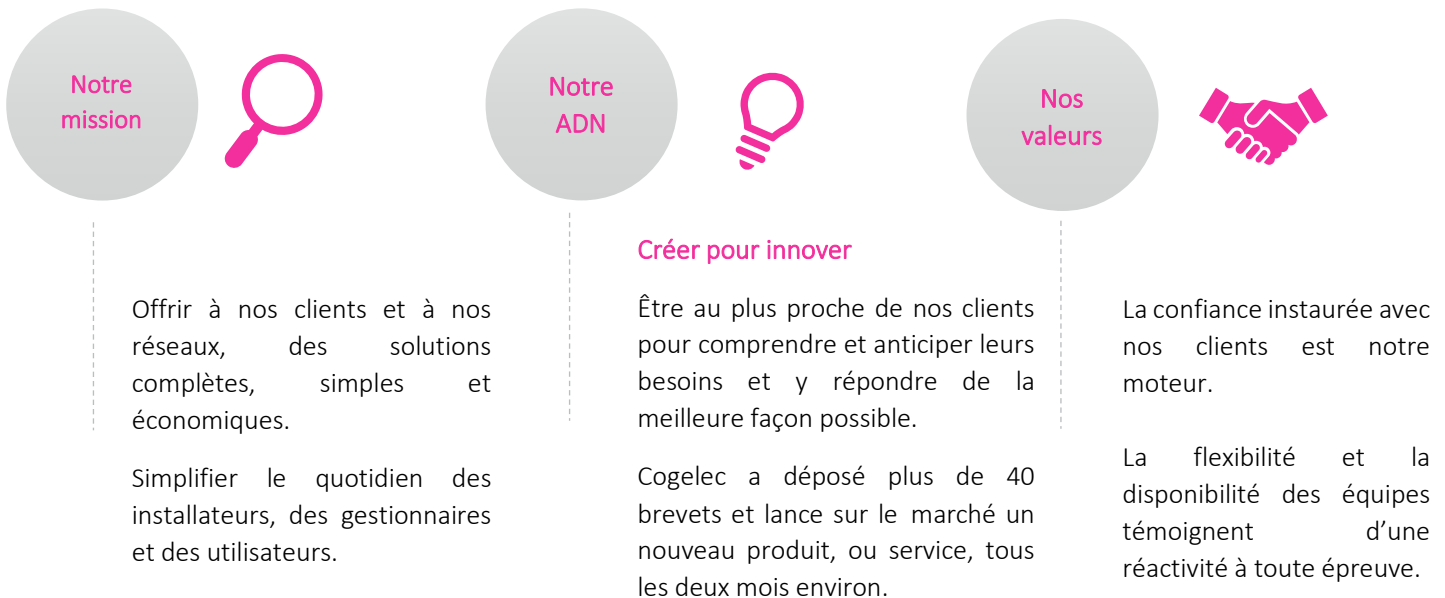 Notre
mission
Offrir à nos clients et à nos
réseaux, des solutions
complètes, simples et
économiques.
Simplifier le quotidien des
installateurs, des gestionnaires
et des utilisateurs.
Notre
ADN
Créer pour innover
Être au plus proche de nos clients
pour comprendre et anticiper leurs
besoins et y répondre de la
meilleure façon possible.
Cogelec a déposé plus de 40
brevets et lance sur le marché un
nouveau produit, ou service, tous
les deux mois environ.
Nos
valeurs
La confiance instaurée avec
nos clients est notre
moteur.
La flexibilité et la
disponibilité des équipes
témoignent d’une
réactivité à toute épreuve.